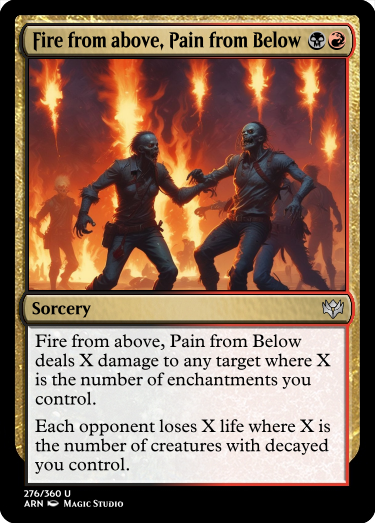 Fire from above, Pain from Below
Sorcery
Fire from above, Pain from Below
deals X damage to any target where X
is the number of enchantments you
control.
Each opponent loses X life where X is
the number of creatures with decayed
you control.
276/360 U
ARN Magic Studio